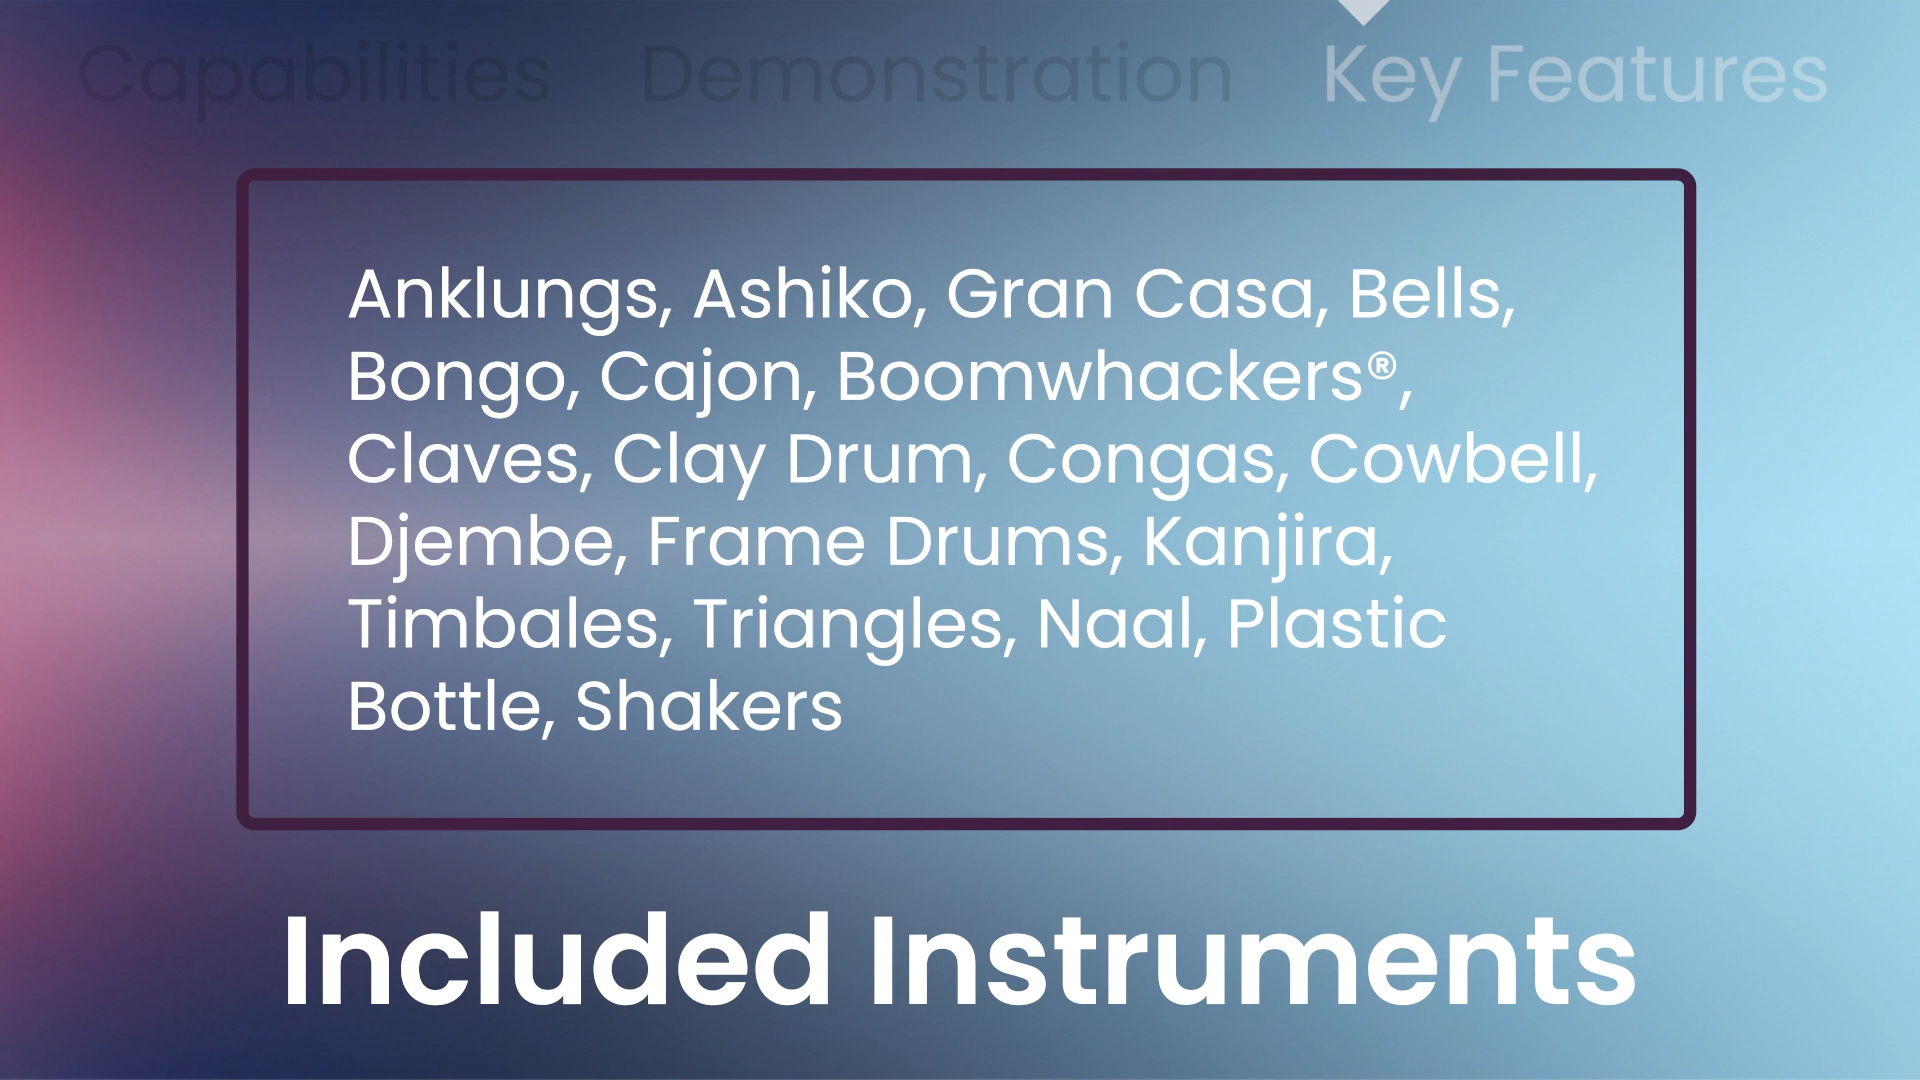 Capabilities Demonstration Key Features
Anklungs, Ashiko, Gran Casa, Bells,
Bongo, Cajon, Boomwhackers®,
Claves, Clay Drum, Congas, Cowbell,
Djembe, Frame Drums, Kanjira,
Timbales, Triangles, Naal, Plastic
Bottle, Shakers
Included Instruments